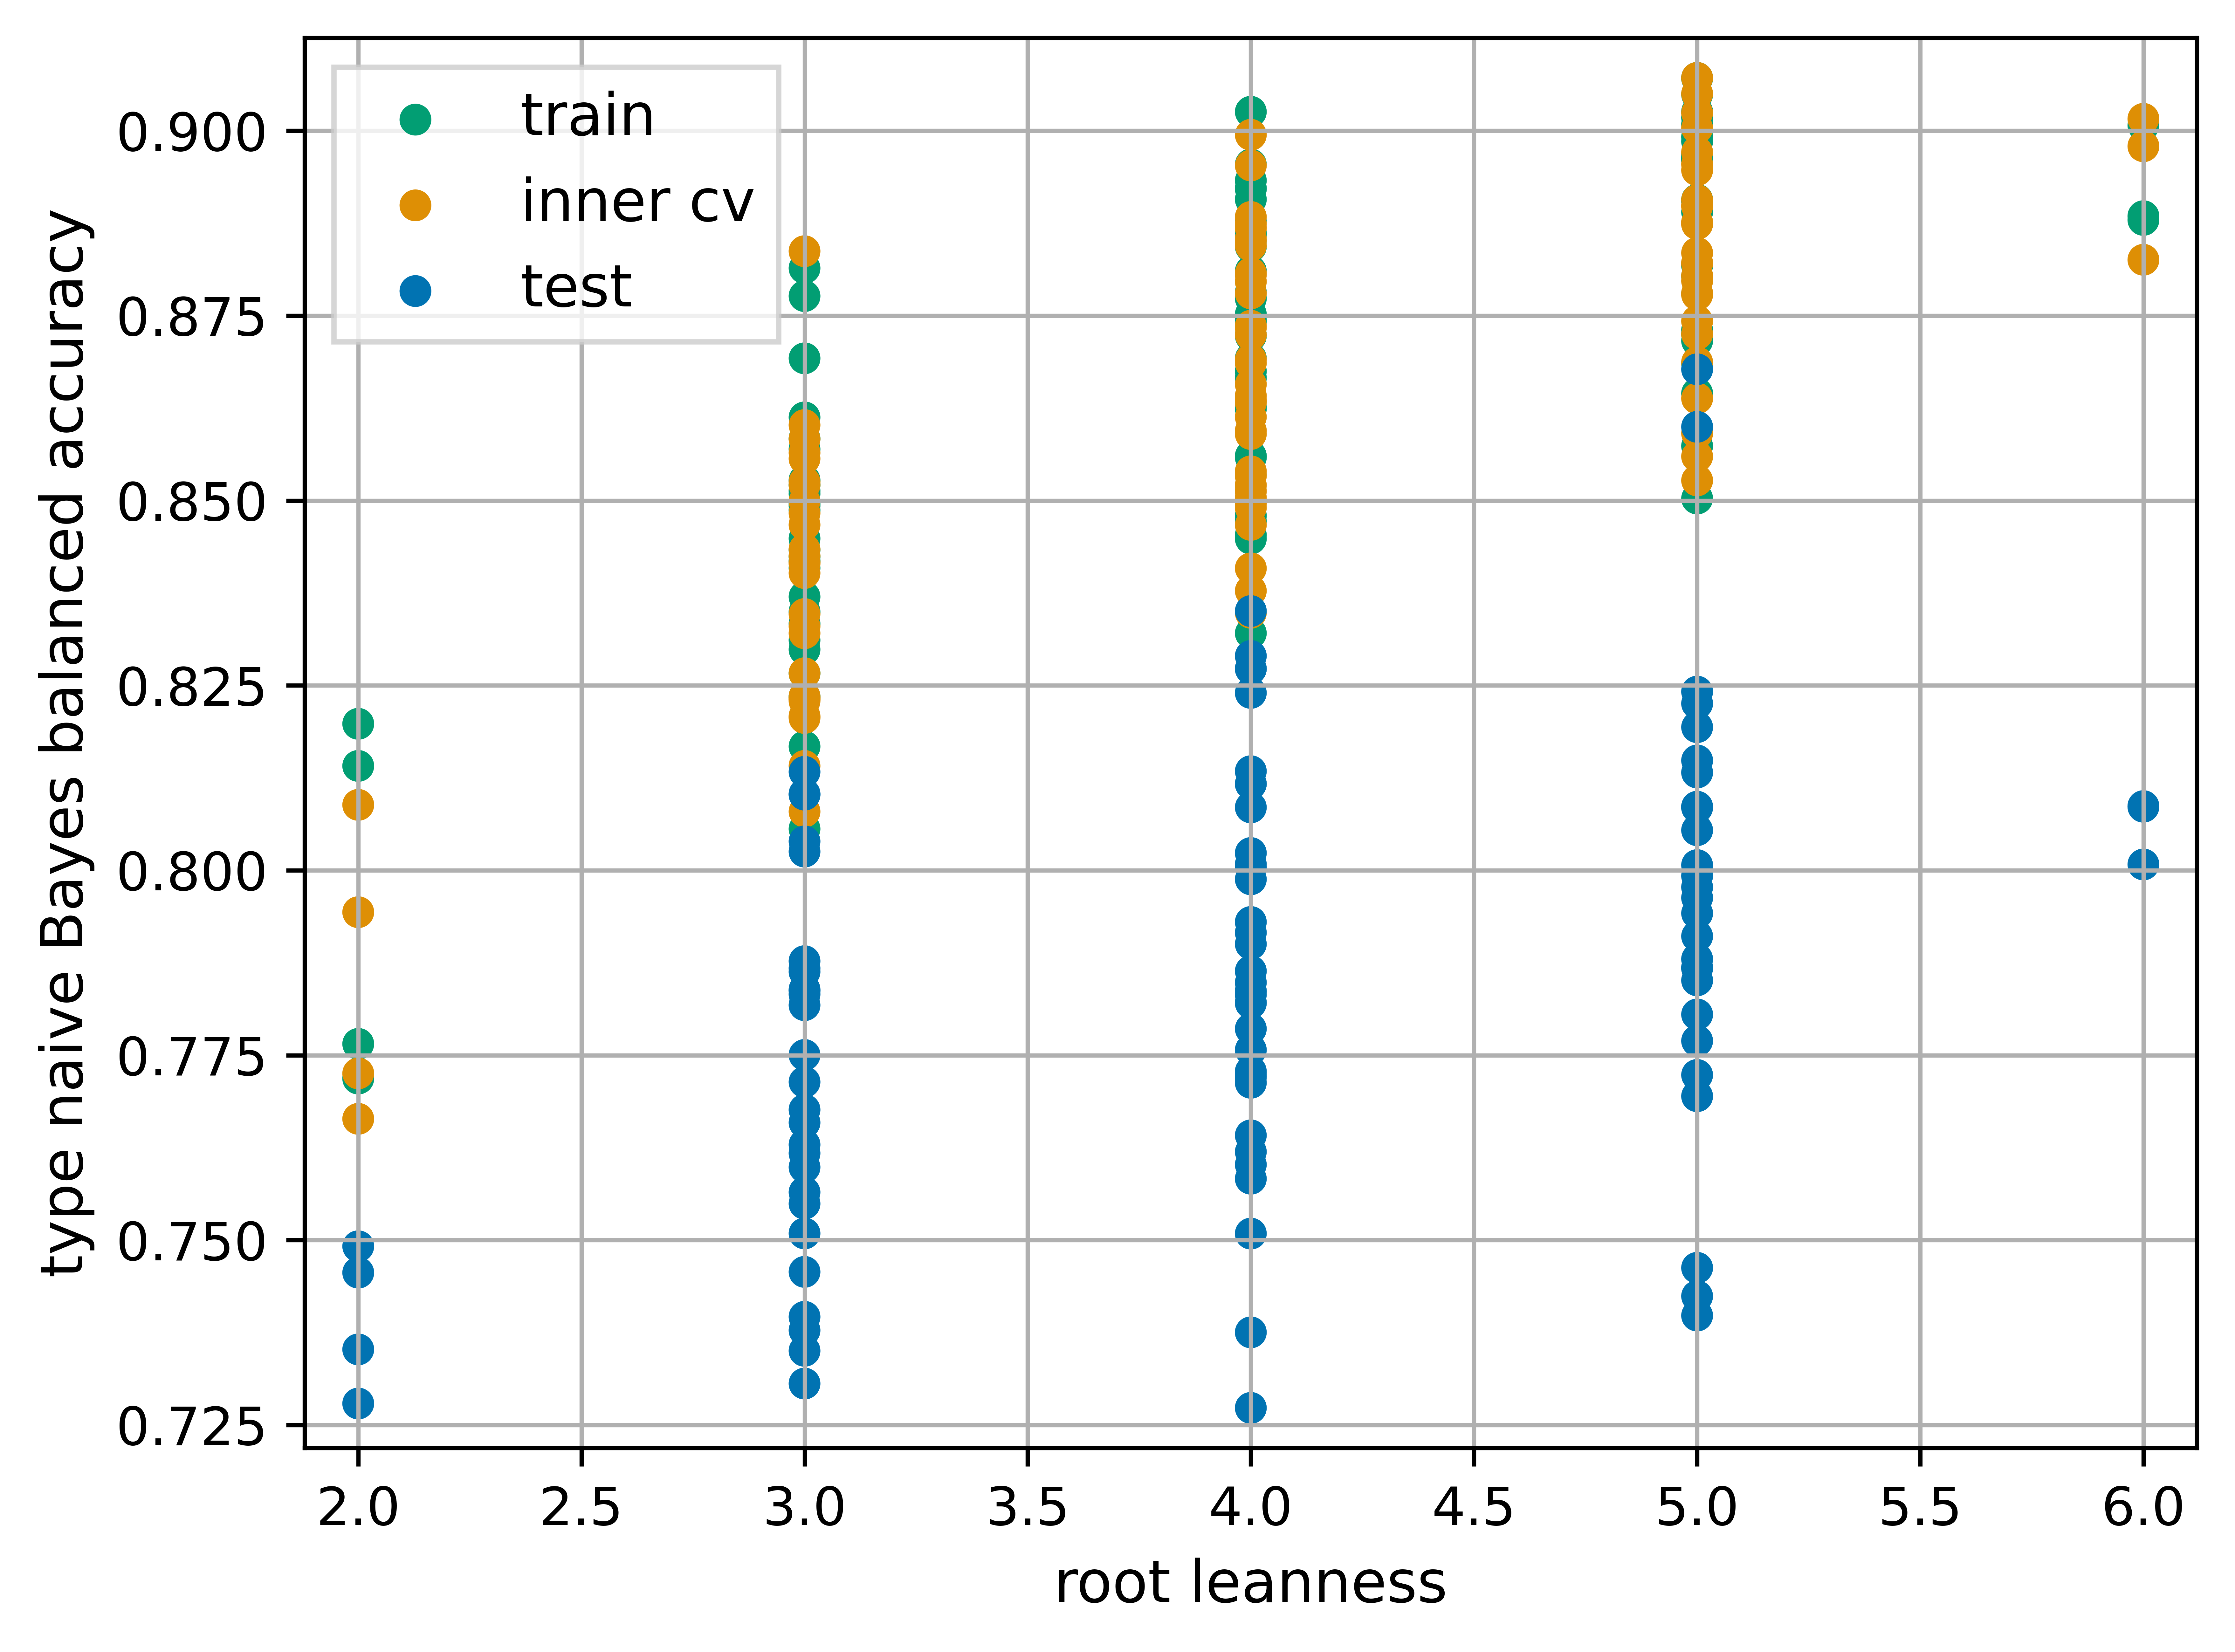 train
inner cv
test
type naive Bayes balanced accuracy
0.900
0.875
0.850
0.825
0.800
0.775
0.750
0.725
2.0 2.5 3.0 3.5 4.0 4.5 5.0 5.5 6.0
root leanness